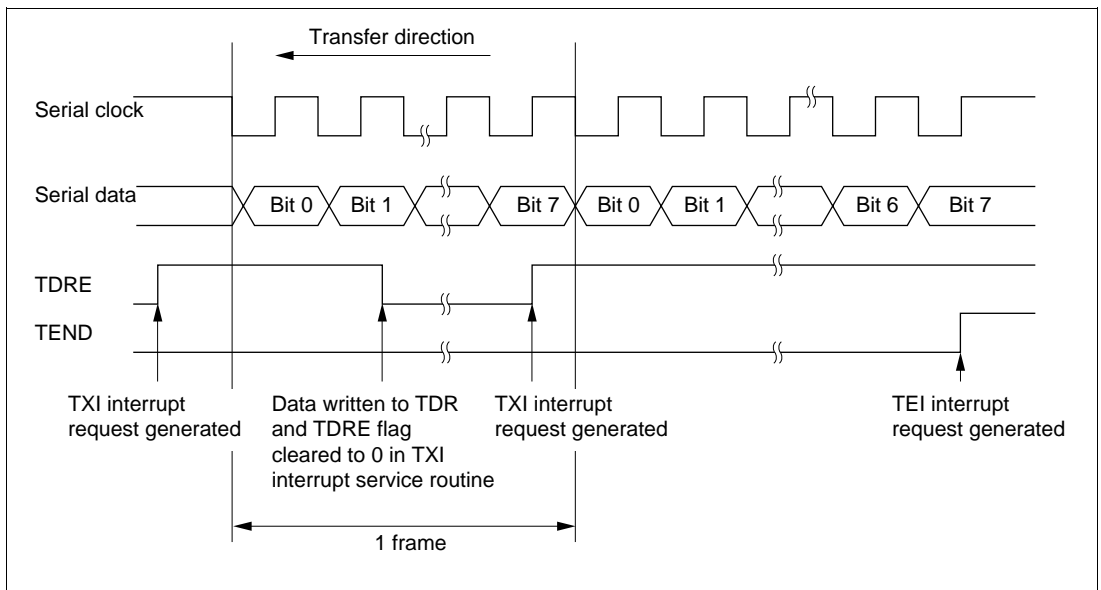 Transfer direction
Serial clock
Serial data
Bit 0
Bit 1
Bit 7
Bit 0
Bit 1
Bit 6
Bit 7
TDRE
TEND
TXI interrupt
request generated
Data written to TDR
and TDRE flag
cleared to 0 in TXI
interrupt service routine
TXI interrupt
request generated
TEI interrupt
request generated
1 frame